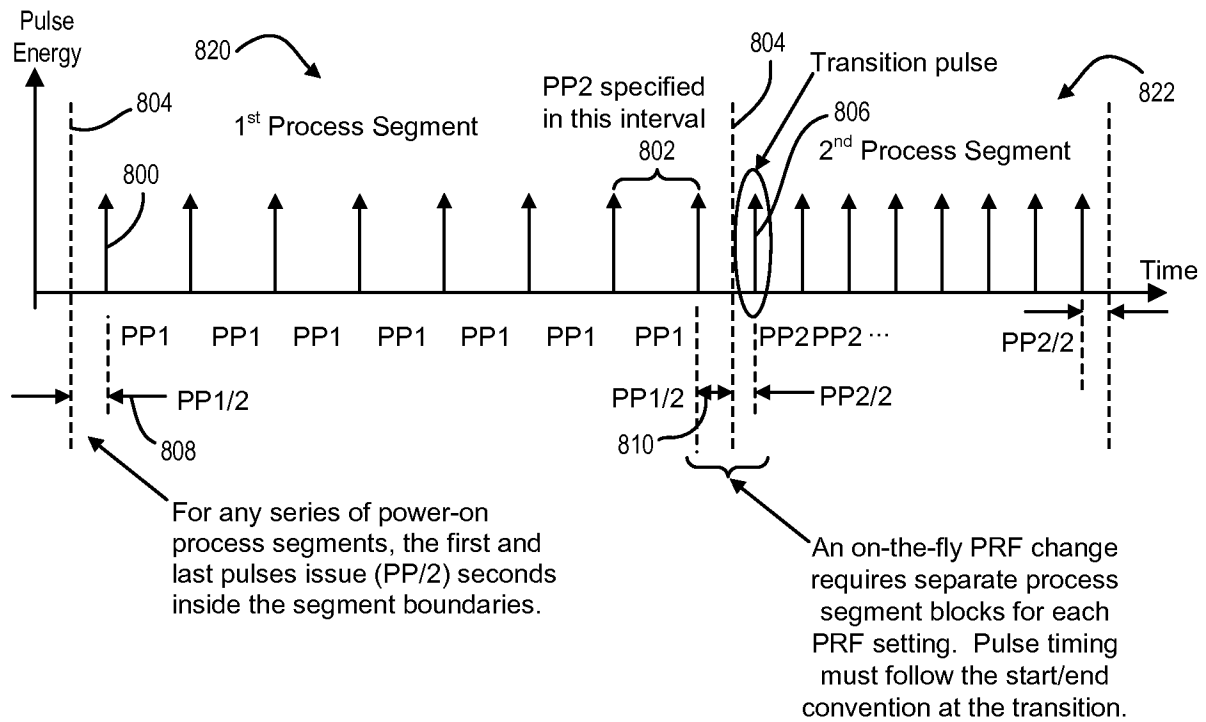 Pulse
Energy
820
804
Transition pulse
804
PP2 specified
in this interval
802
806
822
1st Process Segment
2nd Process Segment
800
Time
PP1 PP1 PP1 PP1 PP1 PP1 PP1 PP2 PP2 ...
PP2/2
PP1/2
PP1/2
PP2/2
808
810
For any series of power-on
process segments, the first and
last pulses issue (PP/2) seconds
inside the segment boundaries.
An on-the-fly PRF change
requires separate process
segment blocks for each
PRF setting. Pulse timing
must follow the start/end
convention at the transition.